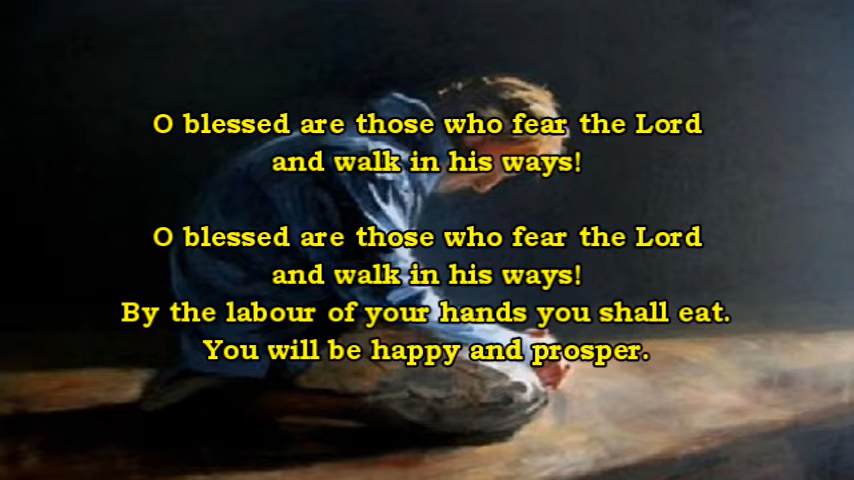 O blessed are those who fear the Lord
and walk in his ways!
O blessed are those who fear the Lord
and walk in his ways!
By the labour of your hands you shall eat.
You will be happy and prosper.